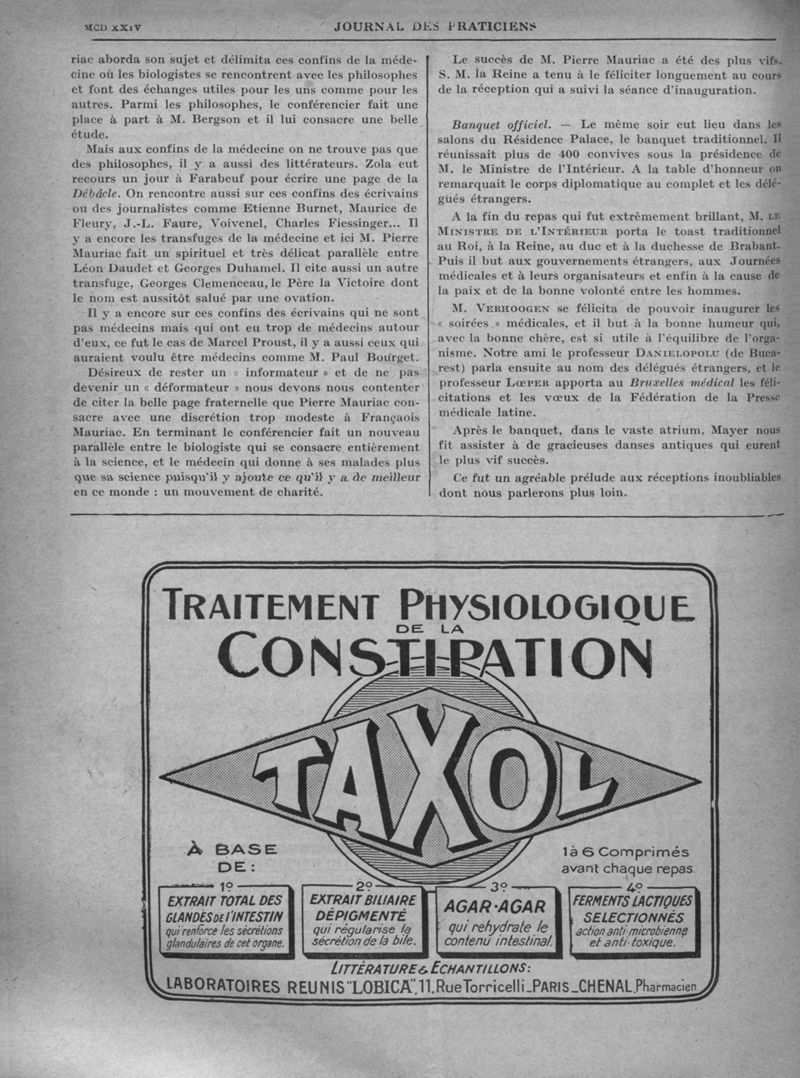 MCD XXIV
JOURNAL DES PRATICIENS
riac aborda son sujet et délimita ces confins de la méde-
cine où les biologistes se rencontrent avec les philosophes
et font des échanges utiles pour les uns comme pour les
autres. Parmi les philosophes, le conférencier fait une
place à part à M. Bergson et il lui consacre une belle
étude.
Mais aux confins de la médecine on ne trouve pas que
des philosophes, il y a aussi des littérateurs. Zola eut
recours un jour à Farabeuf pour écrire une page de la
Débâcle. On rencontre aussi sur ces confins des écrivains
ou des journalistes comme Etienne Burnet, Maurice de
Fleury, J.-L. Faure, Voivenel, Charles Fiessinger... Il
y a encore les transfuges de la médecine et ici M. Pierre
Mauriac fait un spirituel et très délicat parallèle entre
Léon Daudet et Georges Duhamel. Il cite aussi un autre
transfuge, Georges Clemenceau, le Père la Victoire dont
le nom est aussitôt salué par une ovation.
Il y a encore sur ces confins des écrivains qui ne sont
pas médecins mais qui ont eu trop de médecins autour
d'eux, ce fut le cas de Marcel Proust, il y a aussi ceux qui
auraient voulu être médecins comme M. Paul Bourget.
Désireux de rester un « informateur » et de ne pas
devenir un « déformateur » nous devons nous contenter
de citer la belle page fraternelle que Pierre Mauriac con-
sacre avec une discrétion trop modeste à Françaois
Mauriac. En terminant le conférencier fait un nouveau
parallèle entre le biologiste qui se consacre entièrement
à la science, et le médecin qui donne à ses malades plus
que sa science puisqu'il y ajoute ce qu'il y a de meilleur
en ce monde : un mouvement de charité.
Le succès de M. Pierre Mauriac a été des plus vifs.
S. M. la Reine a tenu à le féliciter longuement au cours
de la réception qui a suivi la séance d'inauguration.
Banquet officiel. — Le même soir eut lieu dans les
salons du Résidence Palace, le banquet traditionnel. Il
réunissait plus de 400 convives sous la présidence de
M. le Ministre de l'Intérieur. A la table d'honneur on
remarquait le corps diplomatique au complet et les délé-
gués étrangers.
A la fin du repas qui fut extrêmement brillant, M. LE
MINISTRE DE L'INTÉRIEUR porta le toast traditionnel
au Roi, à la Reine, au duc et à la duchesse de Brabant.
Puis il but aux gouvernements étrangers, aux Journées
médicales et à leurs organisateurs et enfin à la cause de
la paix et de la bonne volonté entre les hommes.
M. VERHOOGEN se félicita de pouvoir inaugurer les
« soirées » médicales, et il but à la bonne humeur qui,
avec la bonne chère, est si utile à l'équilibre de l'orga-
nisme. Notre ami le professeur DANIELOPOLU (de Buca-
rest) parla ensuite au nom des délégués étrangers, et le
professeur LŒPER apporta au Bruxelles médical les féli-
citations et les vœux de la Fédération de la Presse
médicale latine.
Après le banquet, dans le vaste atrium, Mayer nous
fit assister à de gracieuses danses antiques qui eurent
le plus vif succès.
Ce fut un agréable prélude aux réceptions inoubliables
dont nous parlerons plus loin.
TRAITEMENT PHYSIOLOGIQUE
DE LA
CONSTIPATION
TAXOL
À BASE
DE :
1 à 6 Comprimés
avant chaque repas
1º
EXTRAIT TOTAL DES
GLANDES DE L'INTESTIN
qui renforce les sécrétions
glandulaires de cet organe.
2º
EXTRAIT BILIAIRE
DÉPIGMENTÉ
qui régularise la
sécrétion de la bile.
3º
AGAR-AGAR
qui rehydrate le
contenu intestinal.
4º
FERMENTS LACTIQUES
SELECTIONNÉS
action anti-microbienne
et anti-toxique.
LITTÉRATURE & ECHANTILLONS :
LABORATOIRES REUNIS "LOBICA", 11, Rue Torricelli_PARIS_CHENAL, Pharmacien